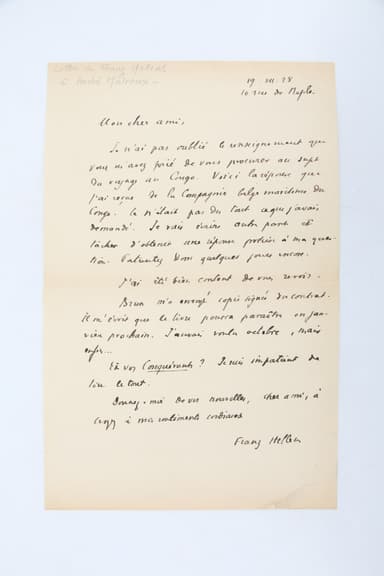 Lettre de Franz Hellens
à André Malraux —
19 III 28
10 rue de Naples
Mon cher ami,
Je n'ai pas oublié le renseignement que
vous m'avez prié de vous procurer au sujet
du voyage au Congo. Voici la réponse que
j'ai reçue de la Compagnie belge maritime du
Congo. Ce n'était pas du tout ce que j'avais
demandé. Je vais écrire autre part et
tâcher d'obtenir une réponse précise à ma ques-
tion. Patientez donc quelques jours encore.
J'ai été bien content de vous revoir.
Brun m'a envoyé copie signée du contrat.
Il m'écrit que le livre pourra paraître en jan-
vier prochain. J'aurais voulu octobre, mais
enfin...
Et vos Conquérants ? Je suis impatient de
lire le tout.
Donnez-moi de vos nouvelles, cher ami, &
croyez à mes sentiments cordiaux
Franz Hellens